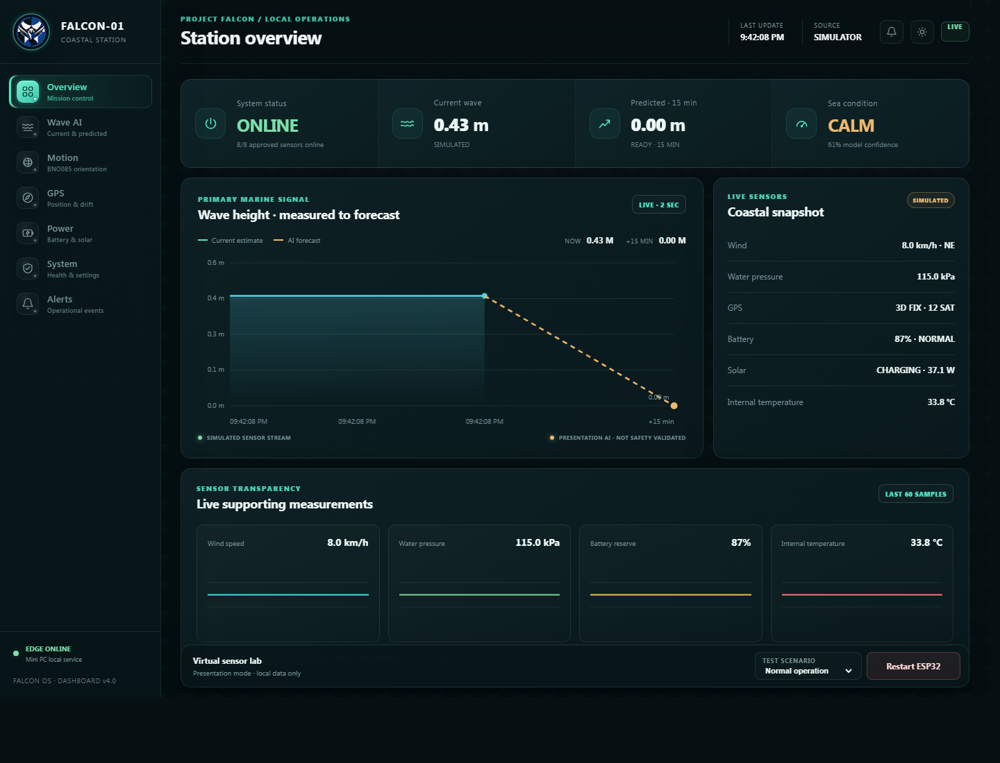 FALCON-01
COASTAL STATION
Overview
Mission control
Wave AI
Current & predicted
Motion
BNO085 orientation
GPS
Position & drift
Power
Battery & solar
System
Health & settings
Alerts
Operational events
EDGE ONLINE
Mini PC local service
FALCON OS · DASHBOARD v4.0
PROJECT FALCON / LOCAL OPERATIONS
Station overview
LAST UPDATE
9:42:08 PM
SOURCE
SIMULATOR
LIVE
System status
ONLINE
8/8 approved sensors online
Current wave
0.43 m
SIMULATED
Predicted · 15 min
0.00 m
READY · 15 MIN
Sea condition
CALM
61% model confidence
PRIMARY MARINE SIGNAL
Wave height · measured to forecast
LIVE · 2 SEC
Current estimate
AI forecast
NOW 0.43 M
+15 MIN 0.00 M
0.6 m
0.4 m
0.3 m
0.1 m
0.0 m
0.00 m
09:42:08 PM
09:42:08 PM
09:42:08 PM
+15 min
SIMULATED SENSOR STREAM
PRESENTATION AI · NOT SAFETY VALIDATED
LIVE SENSORS
Coastal snapshot
SIMULATED
Wind 8.0 km/h · NE
Water pressure 115.0 kPa
GPS 3D FIX · 12 SAT
Battery 87% · NORMAL
Solar CHARGING · 37.1 W
Internal temperature 33.8 °C
SENSOR TRANSPARENCY
Live supporting measurements
LAST 60 SAMPLES
Wind speed 8.0 km/h
Water pressure 115.0 kPa
Battery reserve 87%
Internal temperature 33.8 °C
Virtual sensor lab
Presentation mode · local data only
TEST SCENARIO
Normal operation
Restart ESP32